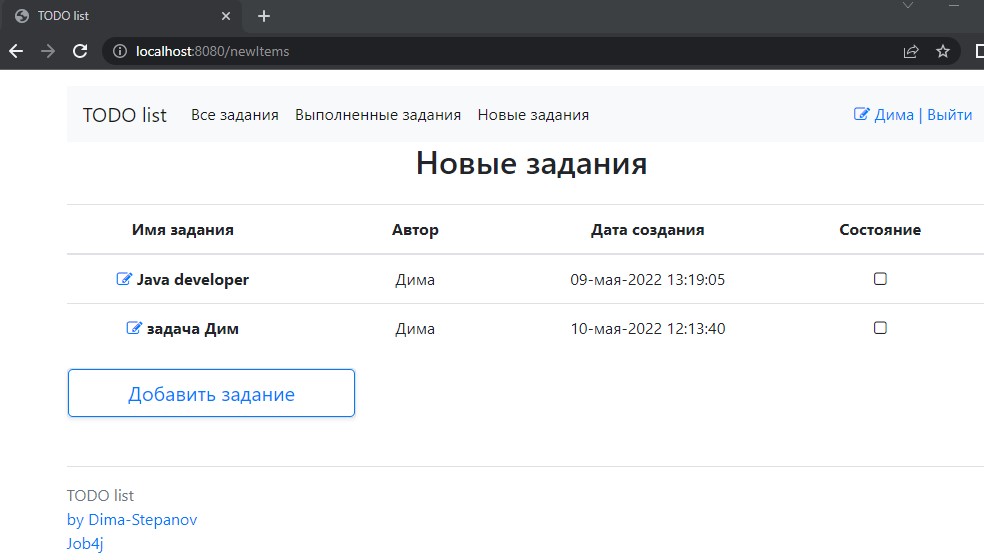 TODO list
localhost:8080/newItems
TODO list Все задания Выполненные задания Новые задания Дима | Выйти
Новые задания
Имя задания Автор Дата создания Состояние
Java developer Дима 09-мая-2022 13:19:05
задача Дим Дима 10-мая-2022 12:13:40
Добавить задание
TODO list
by Dima-Stepanov
Job4j